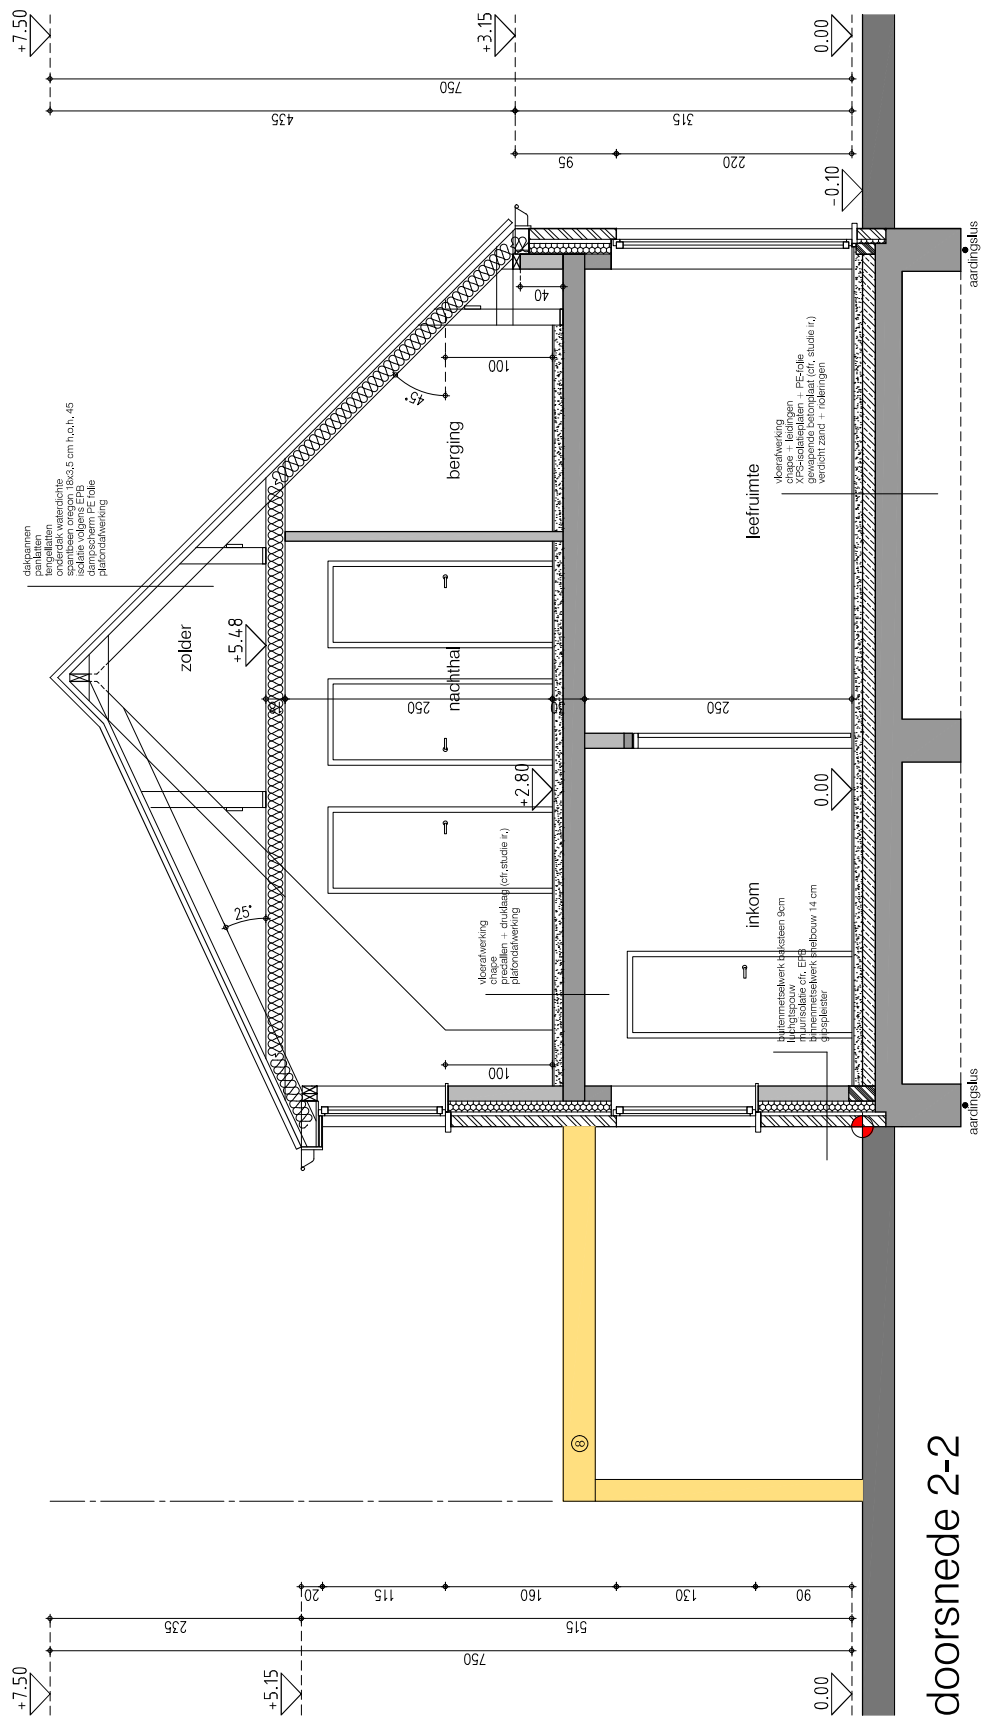 +7.50
+3.15
0.00
750
435
315
95
220
-0.10
aardingslus
40
100
45°
dakpannen
panlatten
tengellatten
onderdak waterdichte
spantbeen oregon 18x3,5 cm h.o.h. 45
isolatie volgens EPB
dampscherm PE folie
plafondafwerking
berging
leefruimte
vloerafwerking
chape + leidingen
XPS-isolatieplaten + PE-folie
gewapende betonplaat (cfr. studie ir.)
verdicht zand + rioleringen
zolder
+5.48
nachthal
250
250
+2.80
0.00
25°
vloerafwerking
chape
predallen + druklaag (cfr.studie ir.)
plafondafwerking
inkom
buitenmetselwerk baksteen 9cm
luchgtspouw
muurisolatie cfr. EPB
binnenmetselwerk snelbouw 14 cm
gipspleister
100
aardingslus
8
20
115
160
130
90
235
515
750
+7.50
+5.15
0.00
doorsnede 2-2